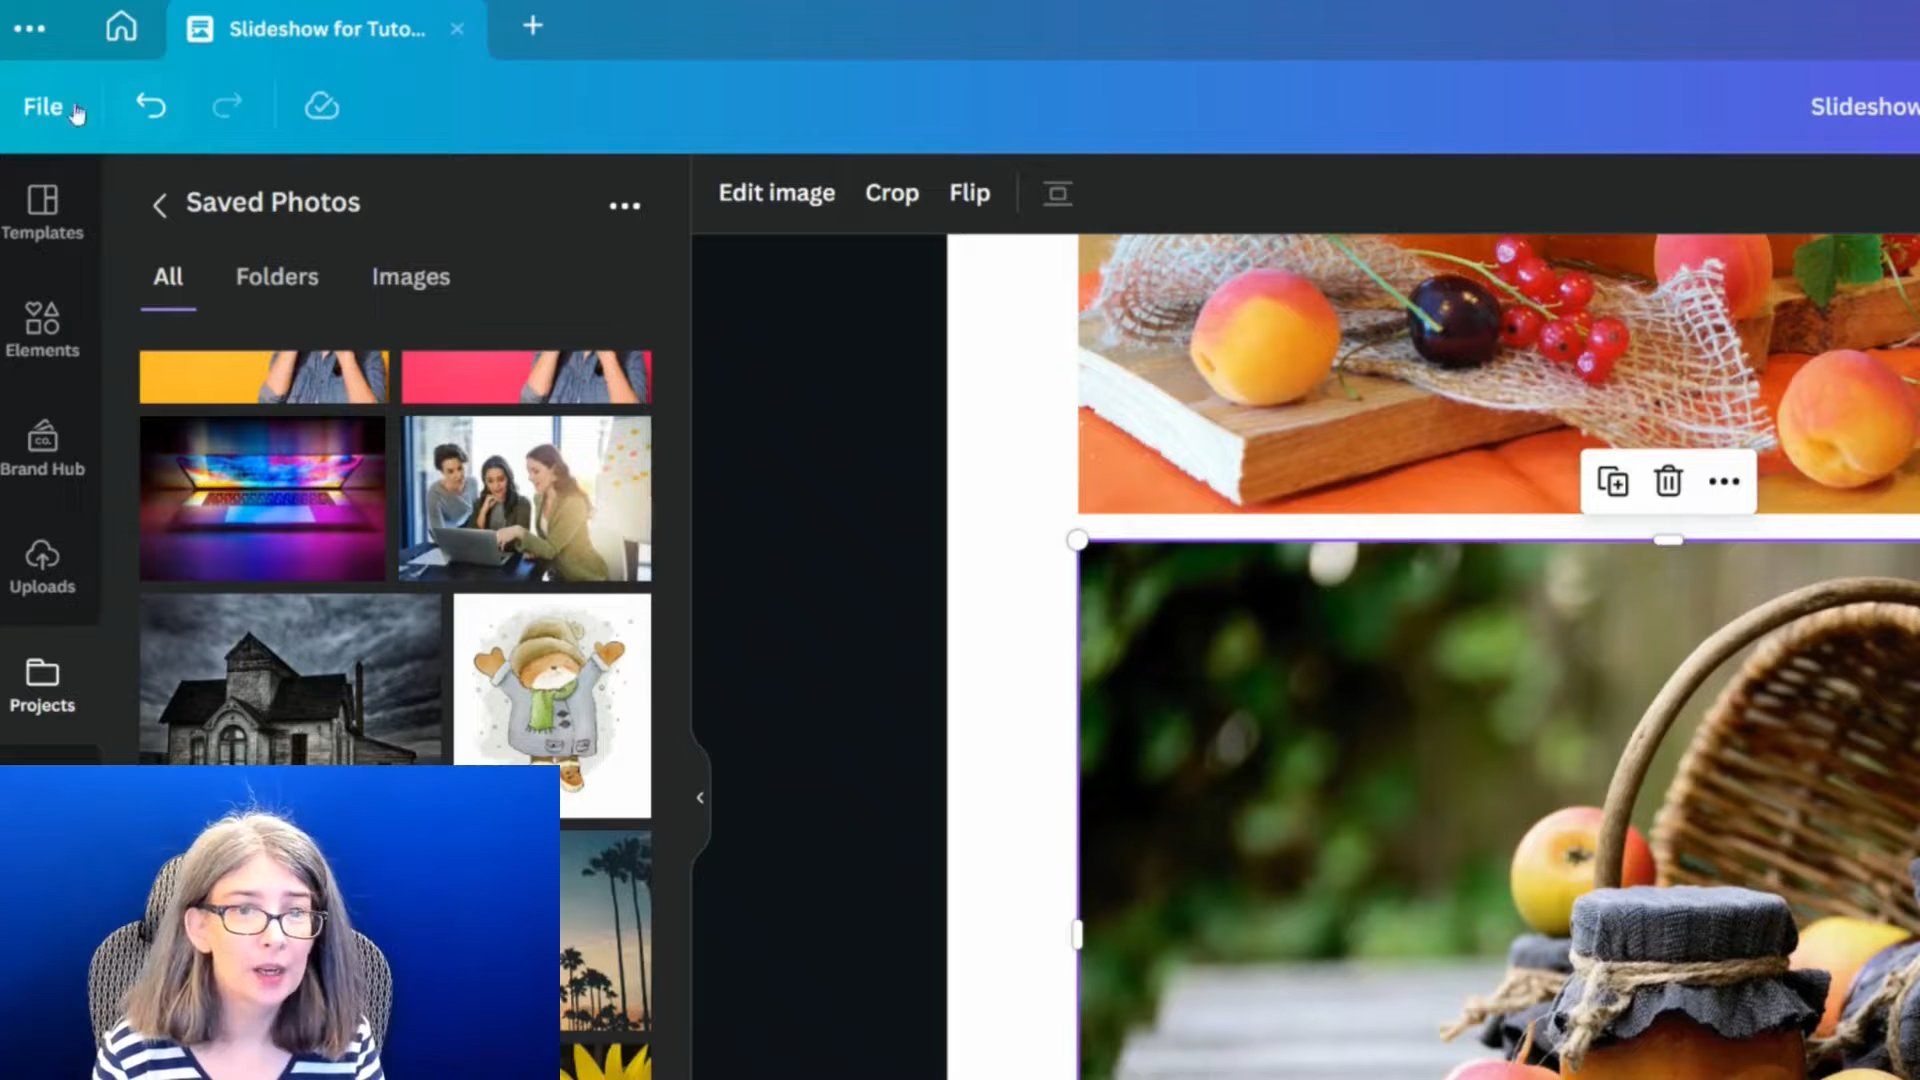 Slideshow for Tuto...
File
Slideshow
Templates
Elements
CO.
Brand Hub
Uploads
Projects
Saved Photos
All Folders Images
Edit image Crop Flip